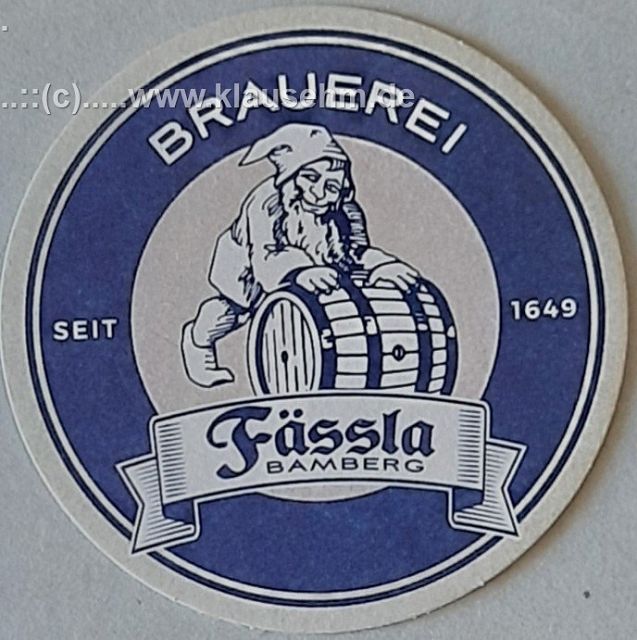 ..::(c).....www.klausehm.de
BRAUEREI
SEIT 1649
Fässla
BAMBERG